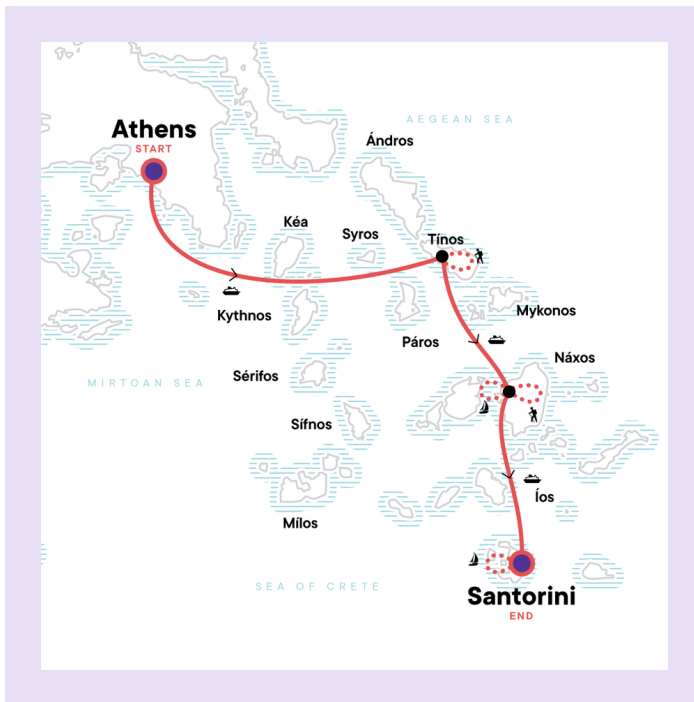 AEGEAN SEA
Athens
START
Ándros
Kéa
Syros
Tínos
Kythnos
Mykonos
Páros
Náxos
MIRTOAN SEA
Sérifos
Sífnos
Íos
Mílos
SEA OF CRETE
Santorini
END